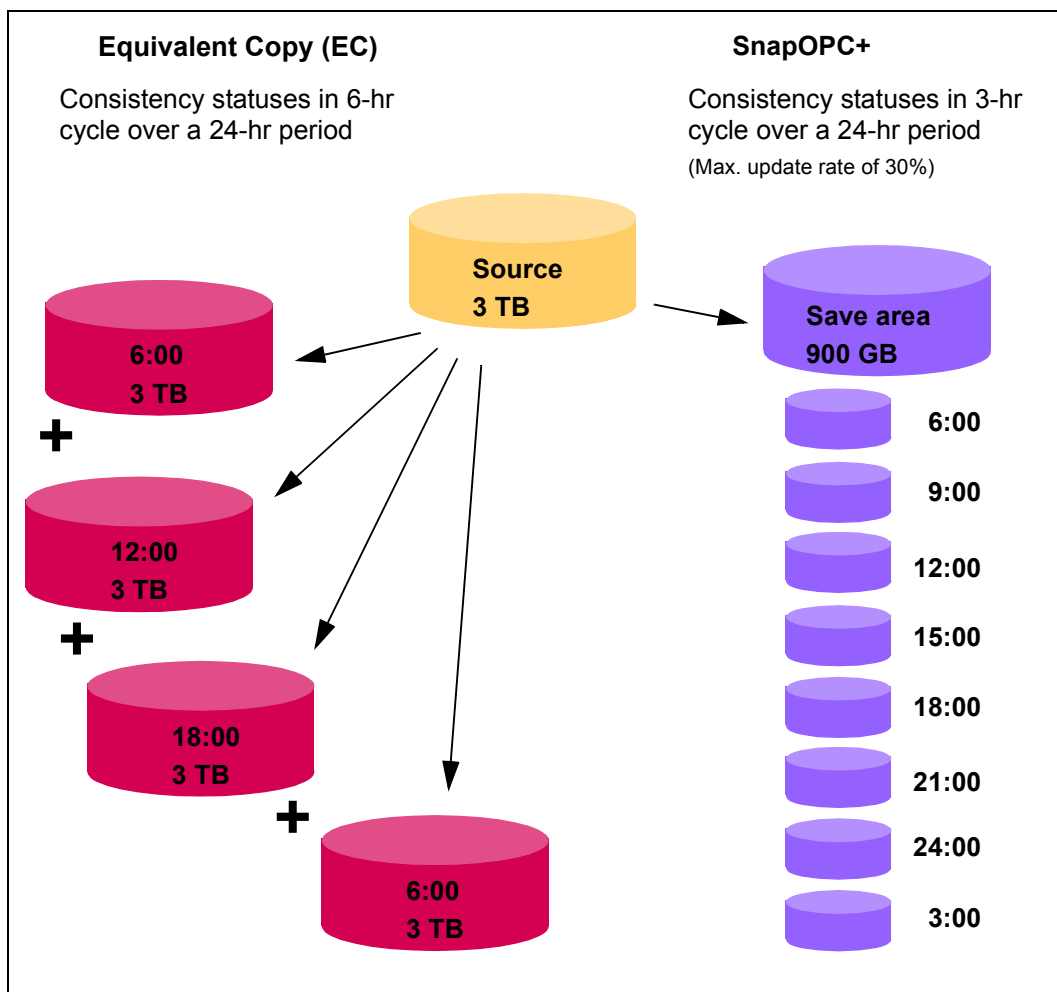 Equivalent Copy (EC)
Consistency statuses in 6-hr
cycle over a 24-hr period
SnapOPC+
Consistency statuses in 3-hr
cycle over a 24-hr period
(Max. update rate of 30%)
Source
3 TB
6:00
3 TB
+
12:00
3 TB
+
18:00
3 TB
+
6:00
3 TB
Save area
900 GB
6:00
9:00
12:00
15:00
18:00
21:00
24:00
3:00